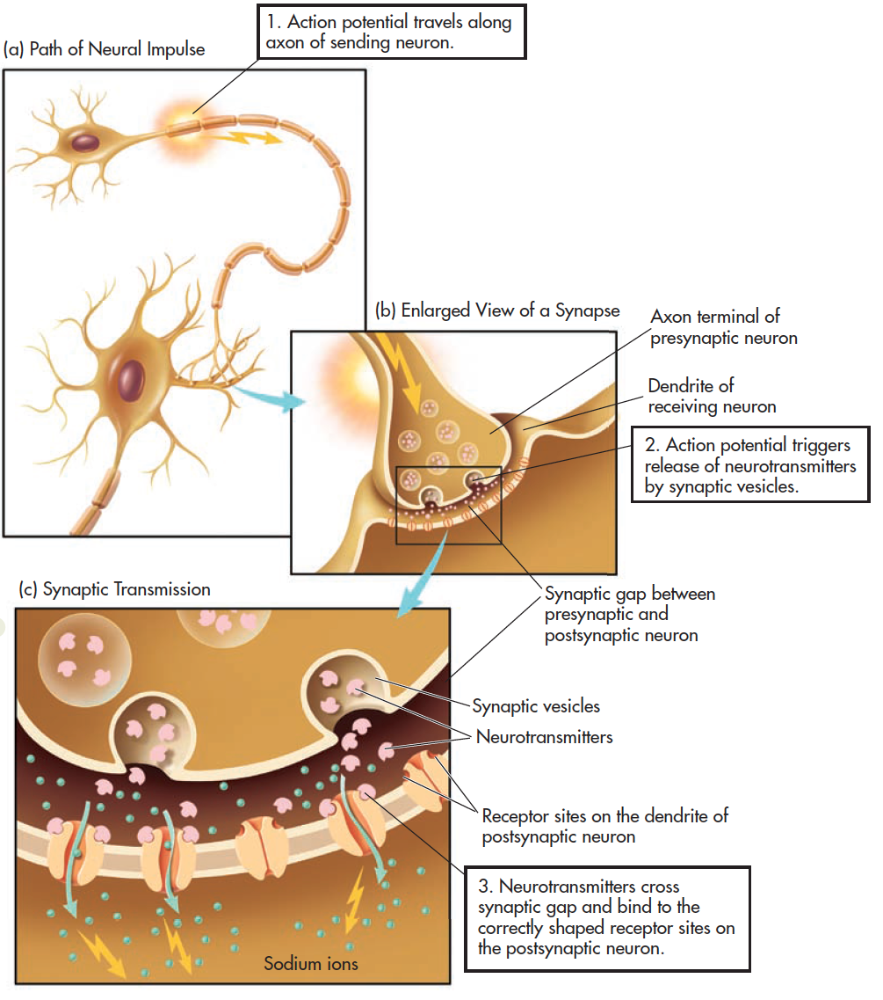 1. Action potential travels along
axon of sending neuron.
(a) Path of Neural Impulse
(b) Enlarged View of a Synapse
Axon terminal of
presynaptic neuron
Dendrite of
receiving neuron
2. Action potential triggers
release of neurotransmitters
by synaptic vesicles.
(c) Synaptic Transmission
Synaptic gap between
presynaptic and
postsynaptic neuron
Synaptic vesicles
Neurotransmitters
Receptor sites on the dendrite of
postsynaptic neuron
3. Neurotransmitters cross
synaptic gap and bind to the
correctly shaped receptor sites on
the postsynaptic neuron.
Sodium ions